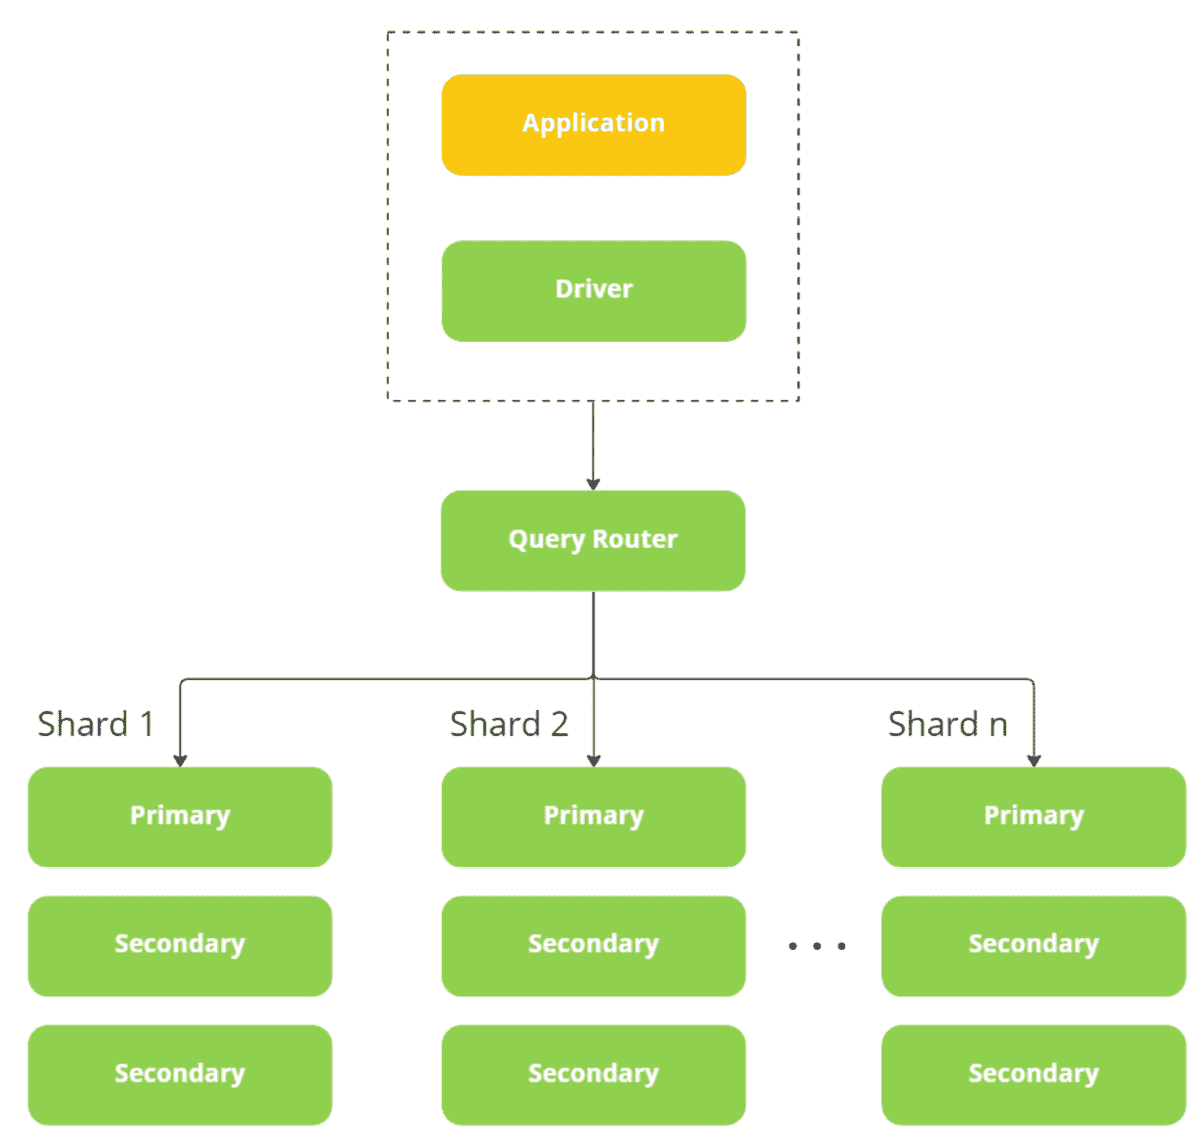 Application
Driver
Query Router
Shard 1
Shard 2
Shard n
Primary
Primary
Primary
Secondary
Secondary
. . .
Secondary
Secondary
Secondary
Secondary